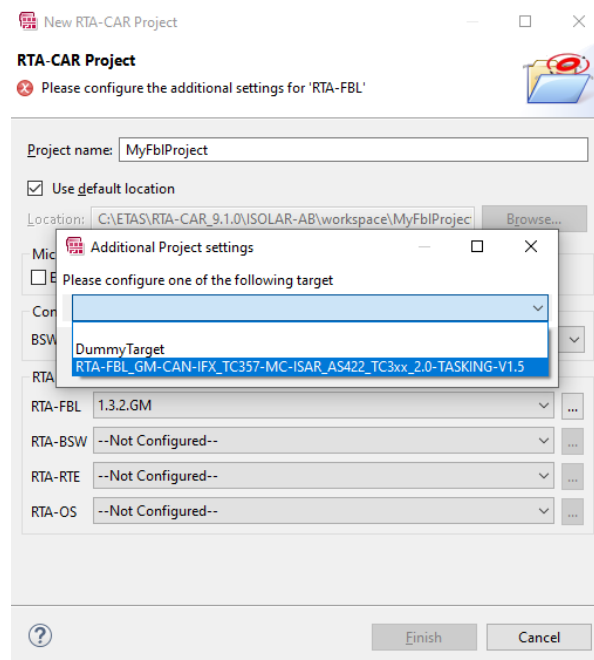 New RTA-CAR Project
RTA-CAR Project
Please configure the additional settings for 'RTA-FBL'
Project name: MyFblProject
Use default location
Location: C:\ETAS\RTA-CAR_9.1.0\ISOLAR-AB\workspace\MyFblProjec Browse...
Additional Project settings
Please configure one of the following target
DummyTarget
RTA-FBL_GM-CAN-IFX_TC357-MC-ISAR_AS422_TC3xx_2.0-TASKING-V1.5
Mic
E
Con
BSW
RTA
RTA-FBL 1.3.2.GM ...
RTA-BSW --Not Configured-- ...
RTA-RTE --Not Configured-- ...
RTA-OS --Not Configured-- ...
? Finish Cancel